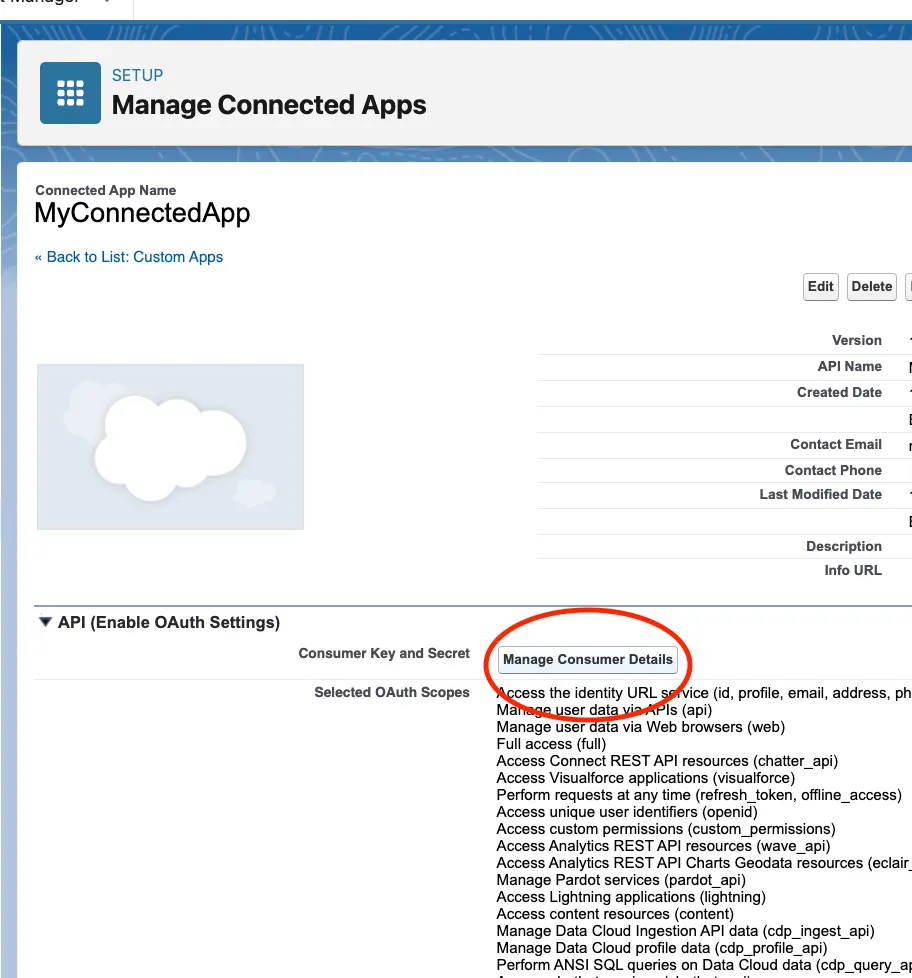 SETUP
Manage Connected Apps
Connected App Name
MyConnectedApp
« Back to List: Custom Apps
Edit Delete
Version
API Name
Created Date
Contact Email
Contact Phone
Last Modified Date
Description
Info URL
API (Enable OAuth Settings)
Consumer Key and Secret Manage Consumer Details
Selected OAuth Scopes Access the identity URL service (id, profile, email, address, ph
Manage user data via APIs (api)
Manage user data via Web browsers (web)
Full access (full)
Access Connect REST API resources (chatter_api)
Access Visualforce applications (visualforce)
Perform requests at any time (refresh_token, offline_access)
Access unique user identifiers (openid)
Access custom permissions (custom_permissions)
Access Analytics REST API resources (wave_api)
Access Analytics REST API Charts Geodata resources (eclair_
Manage Pardot services (pardot_api)
Access Lightning applications (lightning)
Access content resources (content)
Manage Data Cloud Ingestion API data (cdp_ingest_api)
Manage Data Cloud profile data (cdp_profile_api)
Perform ANSI SQL queries on Data Cloud data (cdp_query_ap